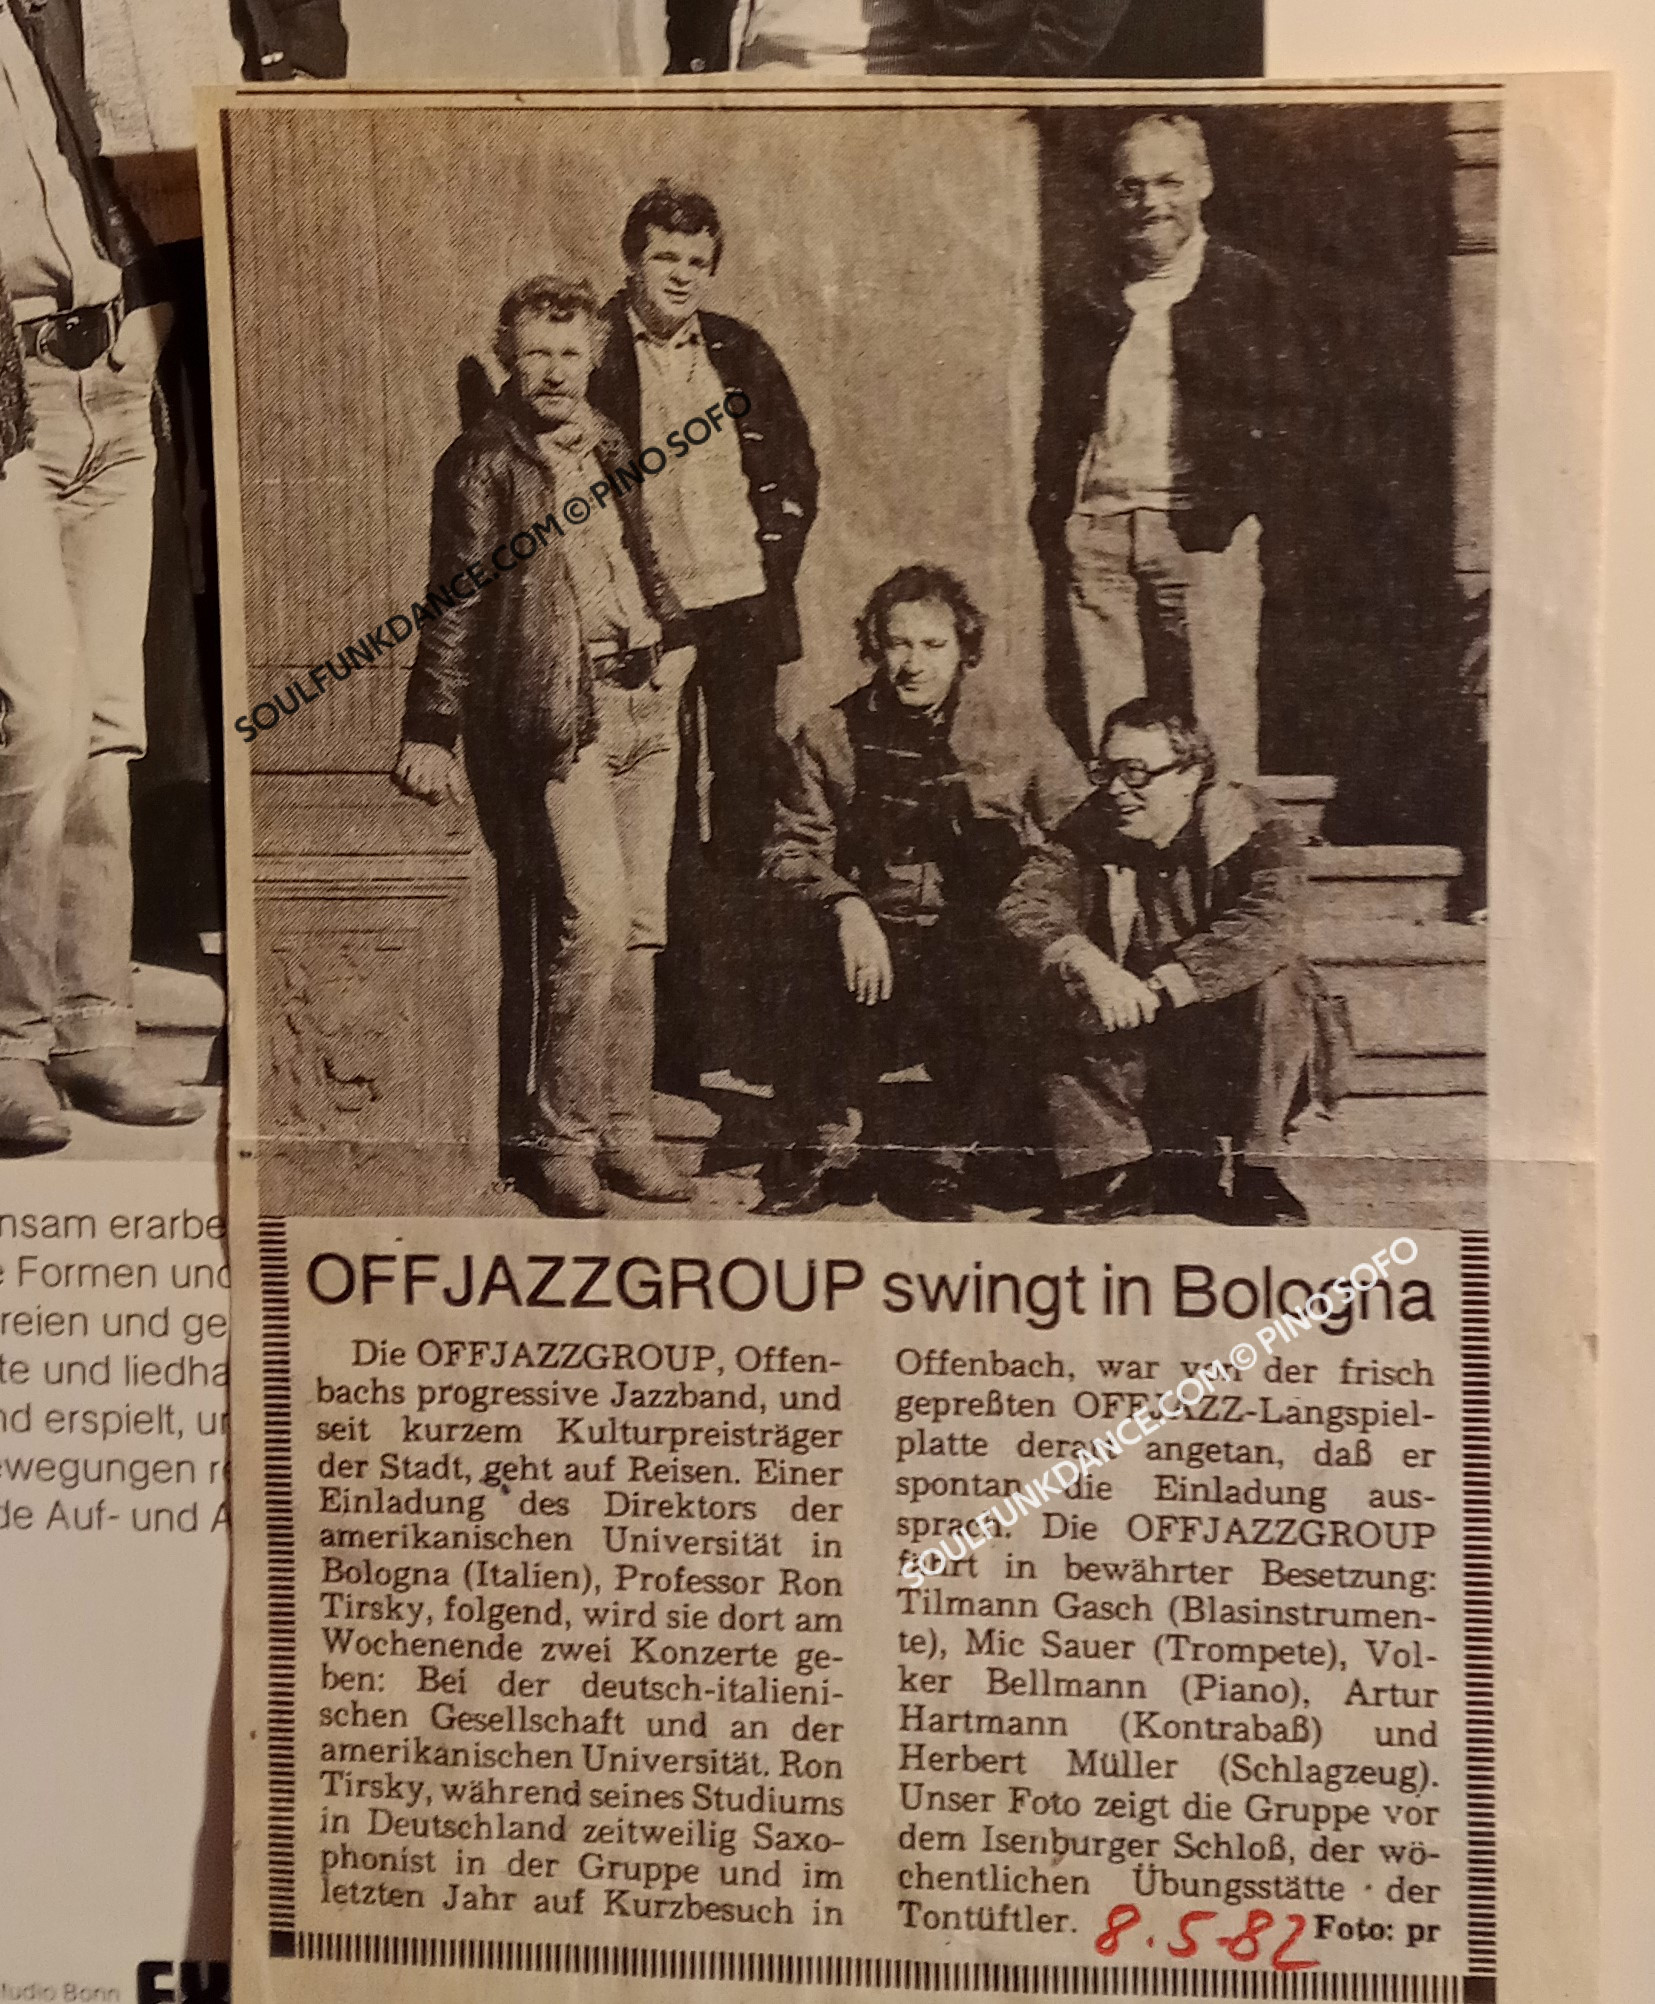 SOULFUNKDANCE.COM © PINO SOFO
nsam erarbe
Formen und
reien und ge
te und liedha
nd erspielt, un
ewegungen r
de Auf- und A
tudio Bonn
OFFJAZZGROUP swingt in Bologna
Die OFFJAZZGROUP, Offen-
bachs progressive Jazzband, und
seit kurzem Kulturpreisträger
der Stadt, geht auf Reisen. Einer
Einladung des Direktors der
amerikanischen Universität in
Bologna (Italien), Professor Ron
Tirsky, folgend, wird sie dort am
Wochenende zwei Konzerte ge-
ben: Bei der deutsch-italieni-
schen Gesellschaft und an der
amerikanischen Universität. Ron
Tirsky, während seines Studiums
in Deutschland zeitweilig Saxo-
phonist in der Gruppe und im
letzten Jahr auf Kurzbesuch in
Offenbach, war von der frisch
gepreßten OFFJAZZ-Langspiel-
platte derart angetan, daß er
spontan die Einladung aus-
sprach. Die OFFJAZZGROUP
fährt in bewährter Besetzung:
Tilmann Gasch (Blasinstrumen-
te), Mic Sauer (Trompete), Vol-
ker Bellmann (Piano), Artur
Hartmann (Kontrabaß) und
Herbert Müller (Schlagzeug).
Unser Foto zeigt die Gruppe vor
dem Isenburger Schloß, der wö-
chentlichen Übungsstätte der
Tontüftler. 8.5.82 Foto: pr
SOULFUNKDANCE.COM © PINO SOFO